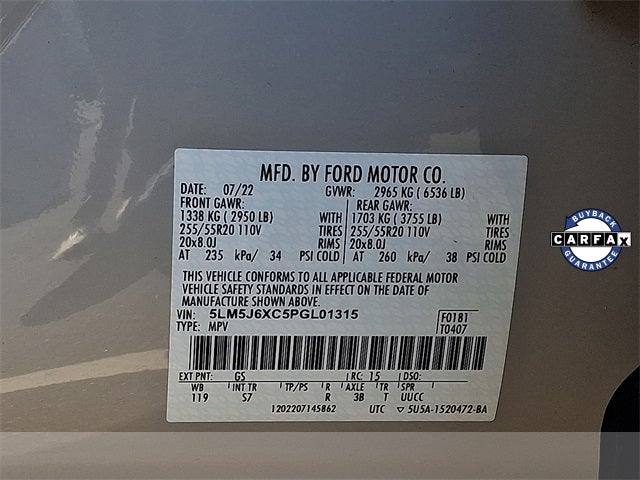 MFD. BY FORD MOTOR CO.
DATE: 07/22 GVWR: 2965 KG ( 6536 LB)
FRONT GAWR: REAR GAWR:
1338 KG ( 2950 LB) WITH 1703 KG ( 3755 LB) WITH
255/55R20 110V TIRES 255/55R20 110V TIRES
20x8.0J RIMS 20x8.0J RIMS
AT 235 kPa/ 34 PSI COLD AT 260 kPa/ 38 PSI COLD
THIS VEHICLE CONFORMS TO ALL APPLICABLE FEDERAL MOTOR
VEHICLE SAFETY STANDARDS IN EFFECT ON THE DATE OF
MANUFACTURE SHOWN ABOVE.
VIN: 5LM5J6XC5PGL01315 F0181
TYPE: MPV T0407
EXT PNT: GS RC: 15 DSO:
WB INT TR TP/PS R AXLE TR SPR
119 S7 R 3B T UUCC
1202207145862 UTC ▽ 5U5A-1520472-BA
BUYBACK
CARFAX
GUARANTEE